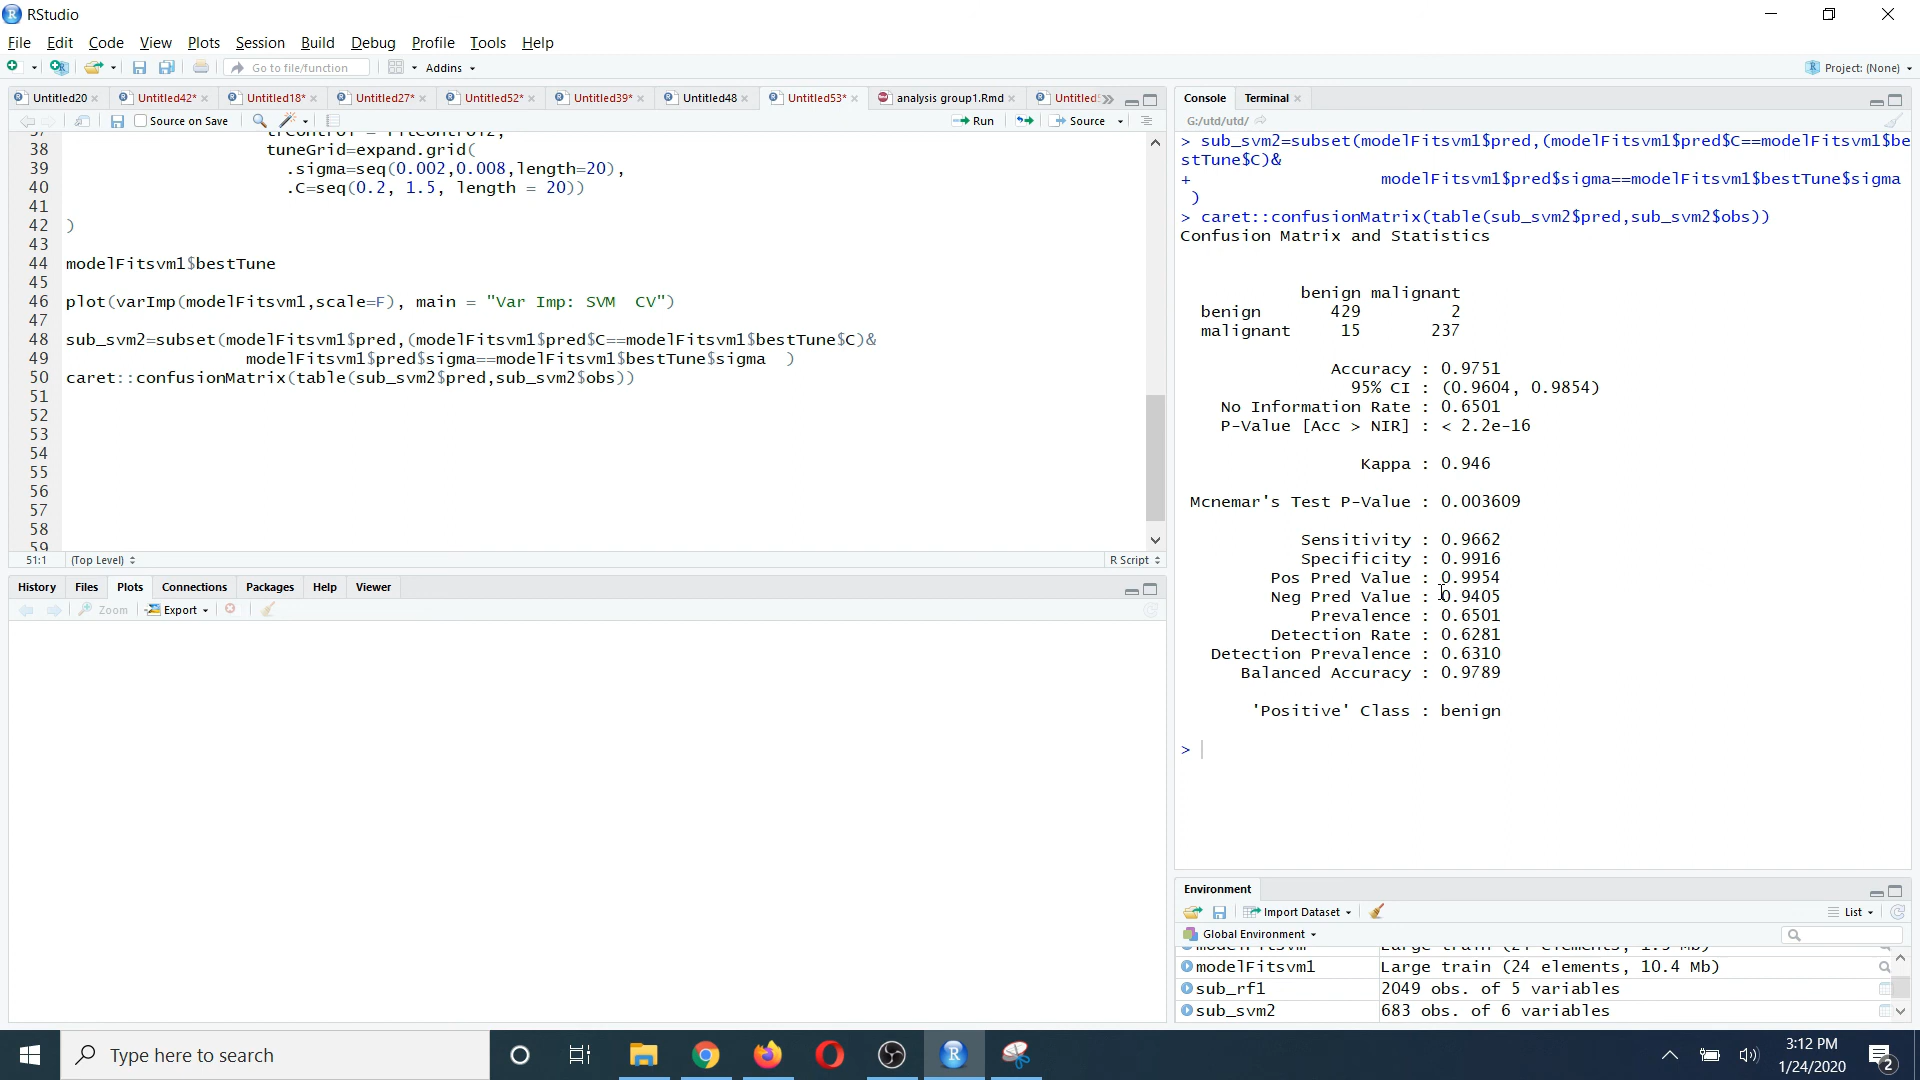 RStudio
File Edit Code View Plots Session Build Debug Profile Tools Help
Go to file/function Addins Project: (None)
Untitled20 Untitled42* Untitled18* Untitled27* Untitled52* Untitled39* Untitled48 Untitled53* analysis group1.Rmd Untitled
Source on Save Run Source
38 tuneGrid=expand.grid(
39 .sigma=seq(0.002,0.008,length=20),
40 .C=seq(0.2, 1.5, length = 20))
41
42 )
43
44 modelFitsvm1$bestTune
45
46 plot(varImp(modelFitsvm1,scale=F), main = "Var Imp: SVM  CV")
47
48 sub_svm2=subset(modelFitsvm1$pred,(modelFitsvm1$pred$C==modelFitsvm1$bestTune$C)&
49 modelFitsvm1$pred$sigma==modelFitsvm1$bestTune$sigma  )
50 caret::confusionMatrix(table(sub_svm2$pred,sub_svm2$obs))
51
52
53
54
55
56
57
58
59
51:1 (Top Level) R Script
History Files Plots Connections Packages Help Viewer
Zoom Export
Console Terminal
G:/utd/utd/
> sub_svm2=subset(modelFitsvm1$pred,(modelFitsvm1$pred$C==modelFitsvm1$be
stTune$C)&
+ modelFitsvm1$pred$sigma==modelFitsvm1$bestTune$sigma
)
> caret::confusionMatrix(table(sub_svm2$pred,sub_svm2$obs))
Confusion Matrix and Statistics
benign malignant
benign 429 2
malignant 15 237
Accuracy : 0.9751
95% CI : (0.9604, 0.9854)
No Information Rate : 0.6501
P-Value [Acc > NIR] : < 2.2e-16
Kappa : 0.946
Mcnemar's Test P-Value : 0.003609
Sensitivity : 0.9662
Specificity : 0.9916
Pos Pred Value : 0.9954
Neg Pred Value : 0.9405
Prevalence : 0.6501
Detection Rate : 0.6281
Detection Prevalence : 0.6310
Balanced Accuracy : 0.9789
'Positive' Class : benign
>
Environment
Import Dataset List
Global Environment
modelFitsvm1 Large train (24 elements, 10.4 Mb)
sub_rf1 2049 obs. of 5 variables
sub_svm2 683 obs. of 6 variables
Type here to search
3:12 PM
1/24/2020
2